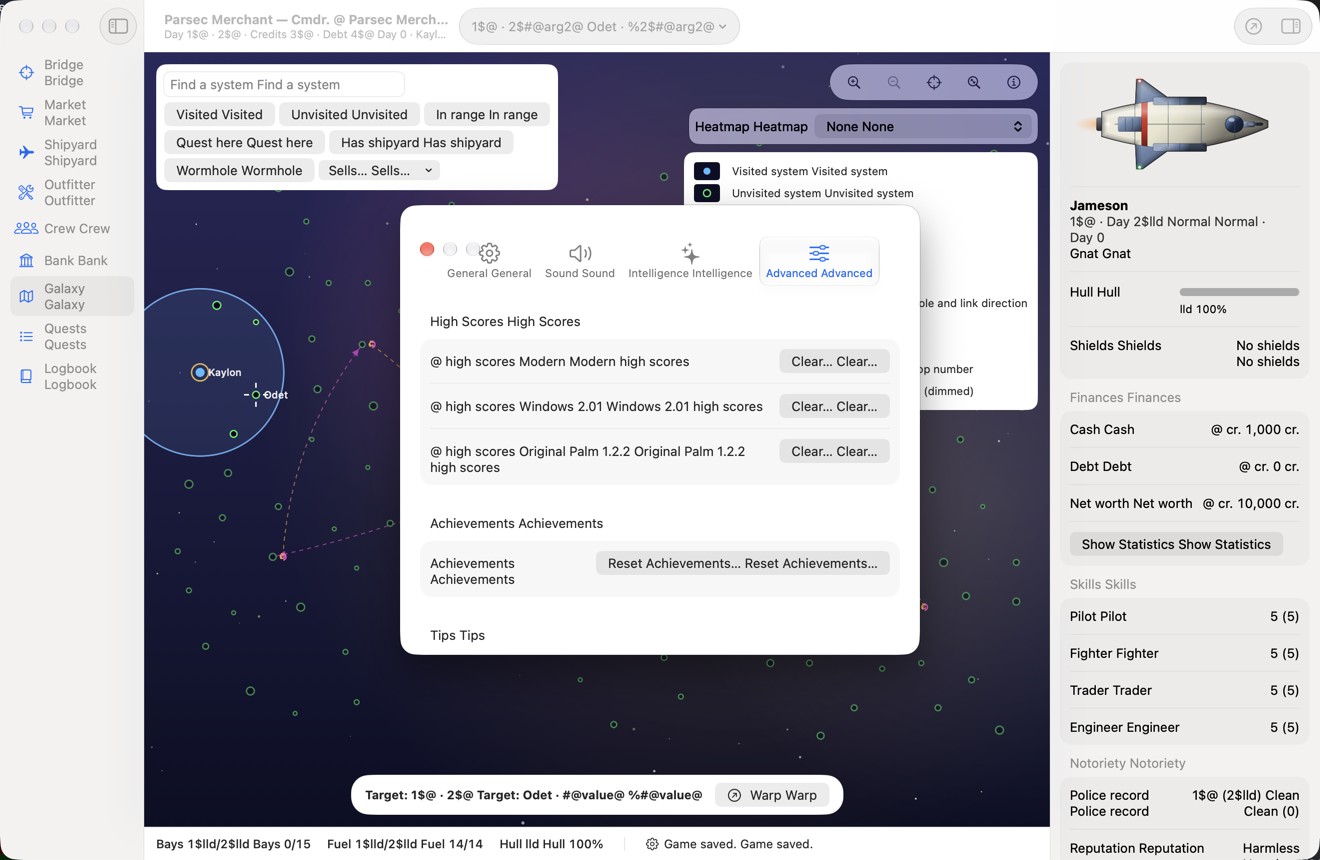 Parsec Merchant — Cmdr. @ Parsec Merch...
Day 1$@ · 2$@ · Credits 3$@ · Debt 4$@ Day 0 · Kayl...
1$@ · 2$#@arg2@ Odet · %2$#@arg2@
Bridge
Bridge
Market
Market
Shipyard
Shipyard
Outfitter
Outfitter
Crew Crew
Bank Bank
Galaxy
Galaxy
Quests
Quests
Logbook
Logbook
Find a system Find a system
Visited Visited
Unvisited Unvisited
In range In range
Quest here Quest here
Has shipyard Has shipyard
Wormhole Wormhole
Sells... Sells...
Heatmap Heatmap
None None
Visited system Visited system
Unvisited system Unvisited system
ole and link direction
op number
(dimmed)
Kaylon
Odet
General General
Sound Sound
Intelligence Intelligence
Advanced Advanced
High Scores High Scores
@ high scores Modern Modern high scores
Clear... Clear...
@ high scores Windows 2.01 Windows 2.01 high scores
Clear... Clear...
@ high scores Original Palm 1.2.2 Original Palm 1.2.2
high scores
Clear... Clear...
Achievements Achievements
Achievements
Achievements
Reset Achievements... Reset Achievements...
Tips Tips
Target: 1$@ · 2$@ Target: Odet · #@value@ %#@value@
Warp Warp
Bays 1$lld/2$lld Bays 0/15
Fuel 1$lld/2$lld Fuel 14/14
Hull lld Hull 100%
Game saved. Game saved.
Jameson
1$@ · Day 2$lld Normal Normal ·
Day 0
Gnat Gnat
Hull Hull
lld 100%
Shields Shields
No shields
No shields
Finances Finances
Cash Cash
@ cr. 1,000 cr.
Debt Debt
@ cr. 0 cr.
Net worth Net worth
@ cr. 10,000 cr.
Show Statistics Show Statistics
Skills Skills
Pilot Pilot
5 (5)
Fighter Fighter
5 (5)
Trader Trader
5 (5)
Engineer Engineer
5 (5)
Notoriety Notoriety
Police record
Police record
1$@ (2$lld) Clean
Clean (0)
Reputation Reputation
Harmless